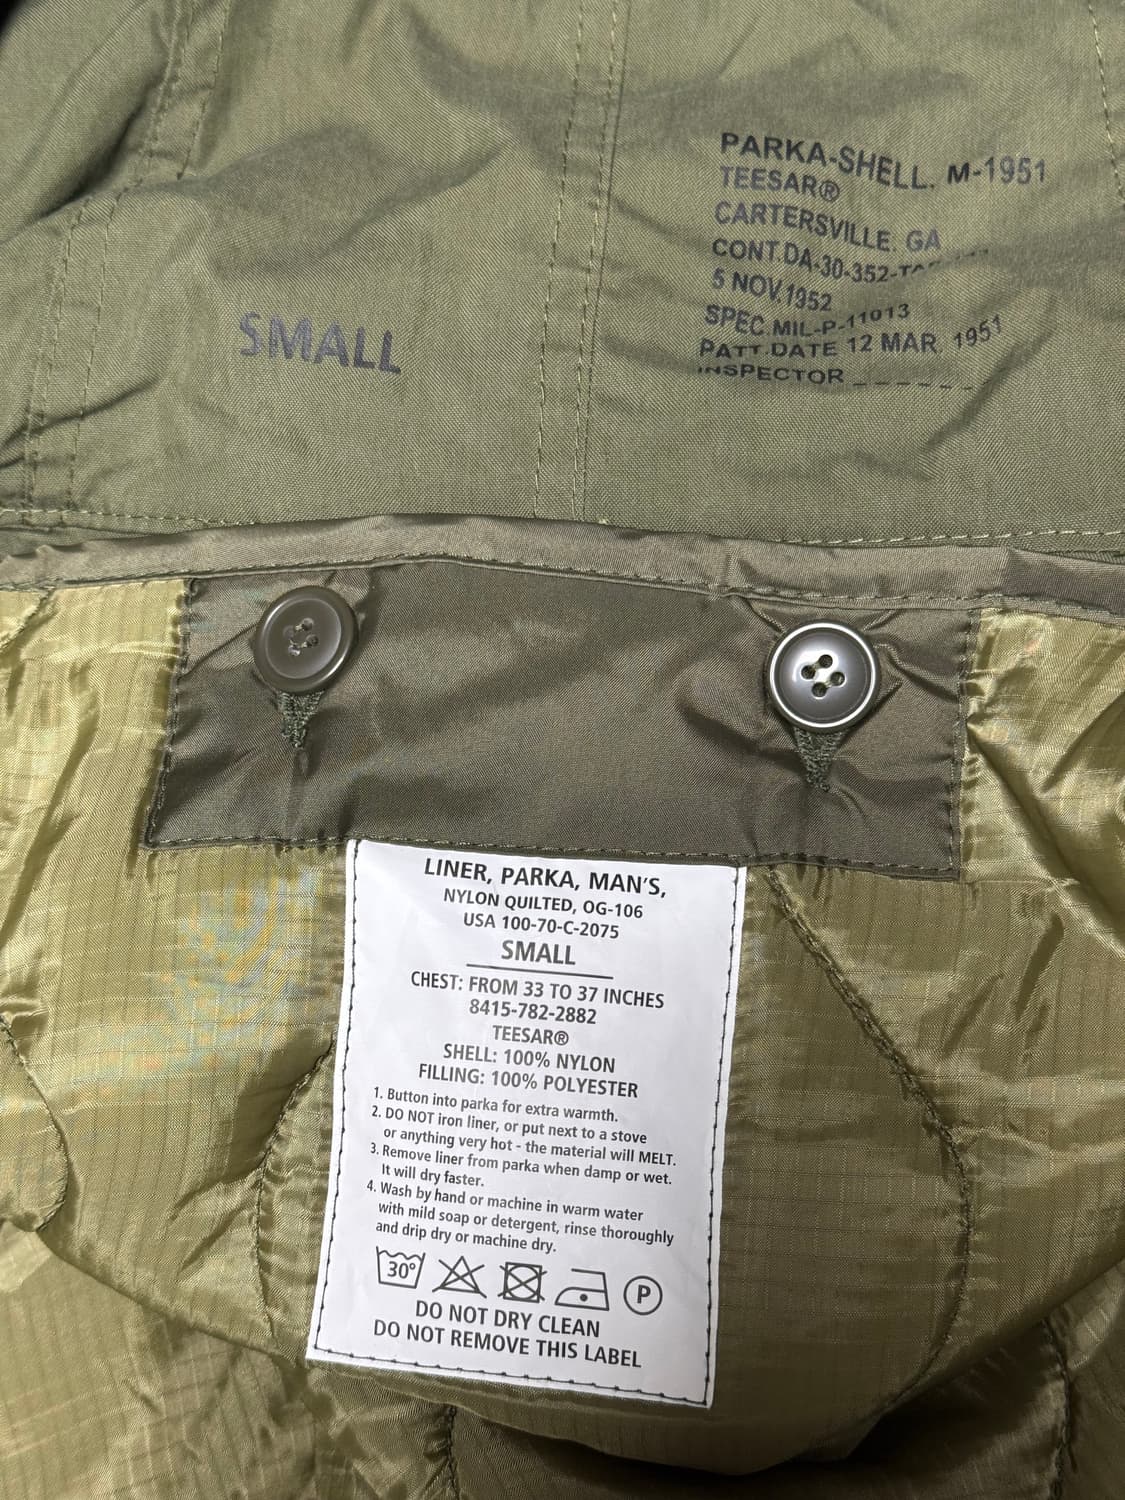 PARKA-SHELL. M-1951
TEESAR®
CARTERSVILLE. GA
CONT.DA-30-352-
5 NOV.1952
SPEC.MIL-P-11013
PATT.DATE 12 MAR. 1951
INSPECTOR _ _ _ _ _ _
SMALL
LINER, PARKA, MAN'S,
NYLON QUILTED, OG-106
USA 100-70-C-2075
SMALL
CHEST: FROM 33 TO 37 INCHES
8415-782-2882
TEESAR®
SHELL: 100% NYLON
FILLING: 100% POLYESTER
1. Button into parka for extra warmth.
2. DO NOT iron liner, or put next to a stove
or anything very hot - the material will MELT.
3. Remove liner from parka when damp or wet.
It will dry faster.
4. Wash by hand or machine in warm water
with mild soap or detergent, rinse thoroughly
and drip dry or machine dry.
30° P
DO NOT DRY CLEAN
DO NOT REMOVE THIS LABEL